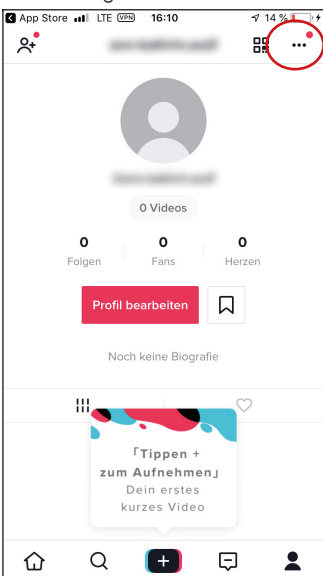 App Store LTE VPN 16:10 14 %
0 Videos
0 0 0
Folgen Fans Herzen
Profil bearbeiten
Noch keine Biografie
「Tippen +
zum Aufnehmen」
Dein erstes
kurzes Video